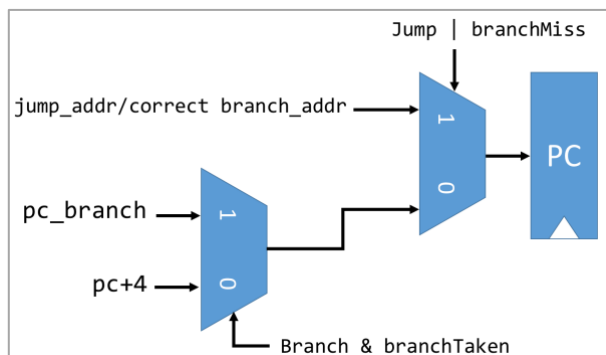 Jump | branchMiss
jump_addr/correct branch_addr
1
0
PC
pc_branch
1
pc+4
0
Branch & branchTaken